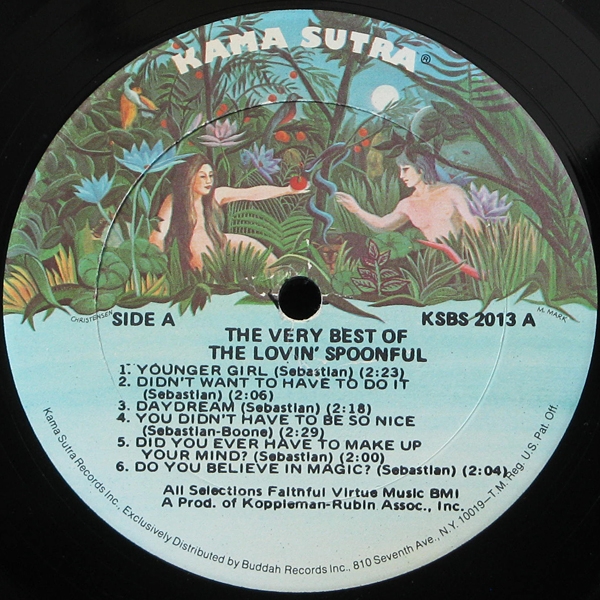 KAMA SUTRA®
CHRISTENSEN
M. MARK
SIDE A
KSBS 2013 A
THE VERY BEST OF
THE LOVIN' SPOONFUL
1. YOUNGER GIRL (Sebastian) (2:23)
2. DIDN'T WANT TO HAVE TO DO IT
(Sebastian) (2:06)
3. DAYDREAM (Sebastian) (2:18)
4. YOU DIDN'T HAVE TO BE SO NICE
(Sebastian-Boone) (2:29)
5. DID YOU EVER HAVE TO MAKE UP
YOUR MIND? (Sebastian) (2:00)
6. DO YOU BELIEVE IN MAGIC? (Sebastian) (2:04)
All Selections Faithful Virtue Music BMI
A Prod. of Koppleman-Rubin Assoc., Inc.
Kama Sutra Records Inc., Exclusively Distributed by Buddah Records Inc., 810 Seventh Ave., N.Y. 10019—T.M. Reg. U.S. Pat. Off.